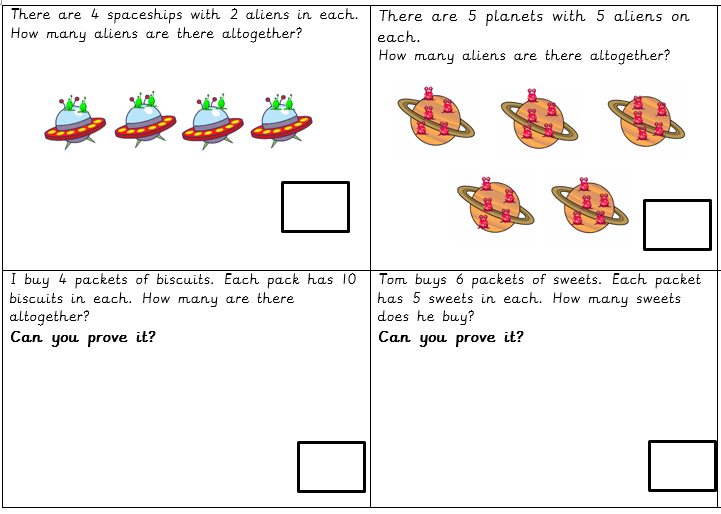 There are 4 spaceships with 2 aliens in each.
How many aliens are there altogether?
There are 5 planets with 5 aliens on
each.
How many aliens are there altogether?
I buy 4 packets of biscuits. Each pack has 10
biscuits in each. How many are there
altogether?
Can you prove it?
Tom buys 6 packets of sweets. Each packet
has 5 sweets in each. How many sweets
does he buy?
Can you prove it?